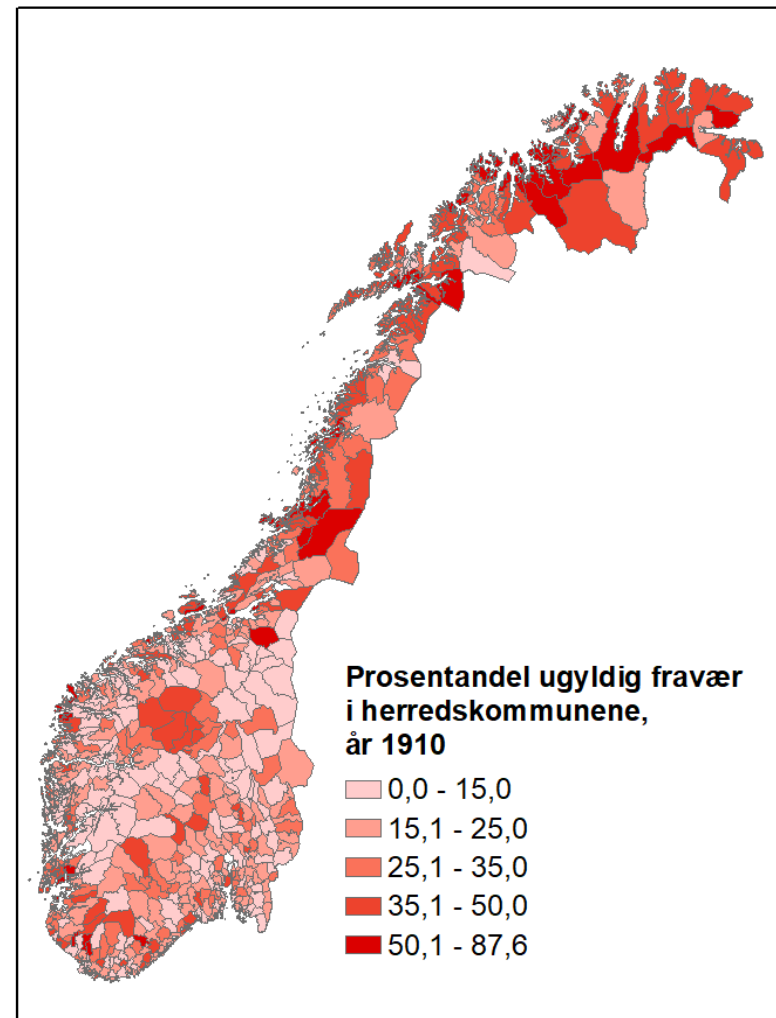 Prosentandel ugyldig fravær
i herredskommunene,
år 1910
0,0 - 15,0
15,1 - 25,0
25,1 - 35,0
35,1 - 50,0
50,1 - 87,6